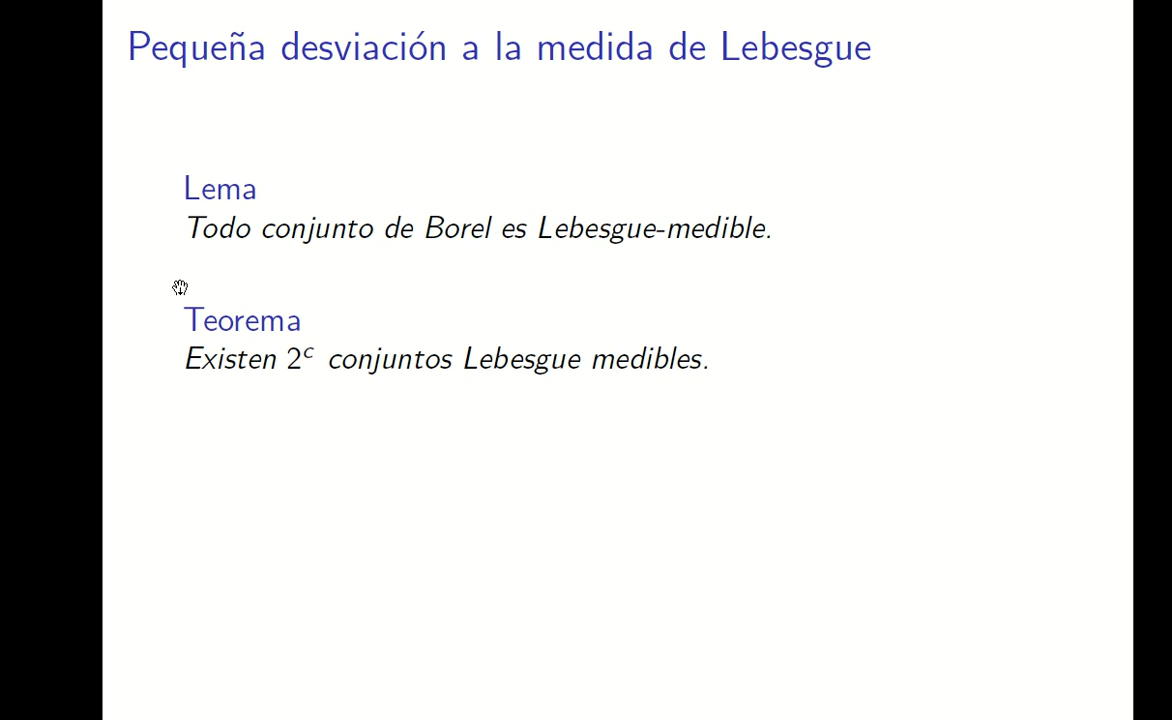 Pequeña desviación a la medida de Lebesgue
Lema
Todo conjunto de Borel es Lebesgue-medible.
Teorema
Existen 2ᶜ conjuntos Lebesgue medibles.